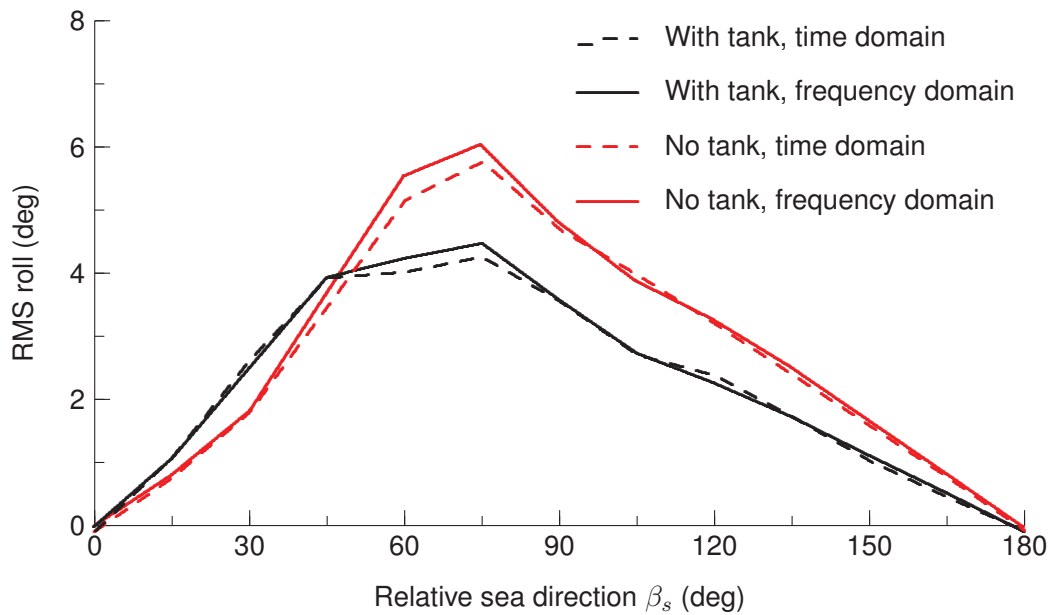 8
6
4
2
0
RMS roll (deg)
With tank, time domain
With tank, frequency domain
No tank, time domain
No tank, frequency domain
0 30 60 90 120 150 180
Relative sea direction βₛ (deg)